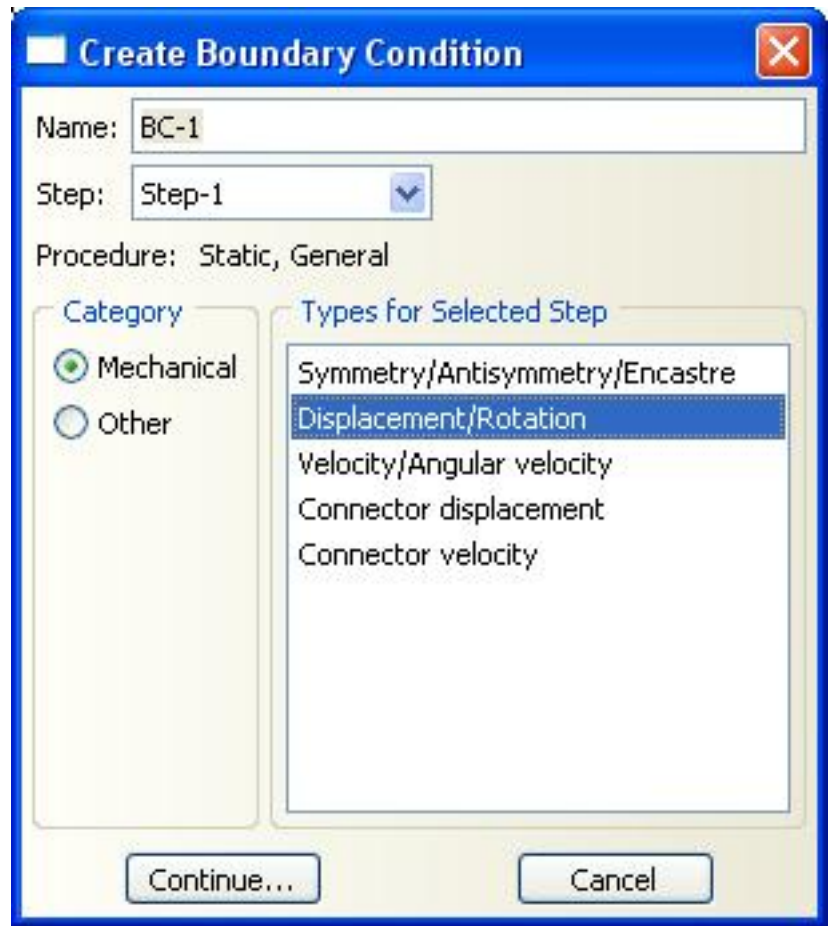 Create Boundary Condition
Name: BC-1
Step: Step-1
Procedure: Static, General
Category
Mechanical
Other
Types for Selected Step
Symmetry/Antisymmetry/Encastre
Displacement/Rotation
Velocity/Angular velocity
Connector displacement
Connector velocity
Continue... Cancel